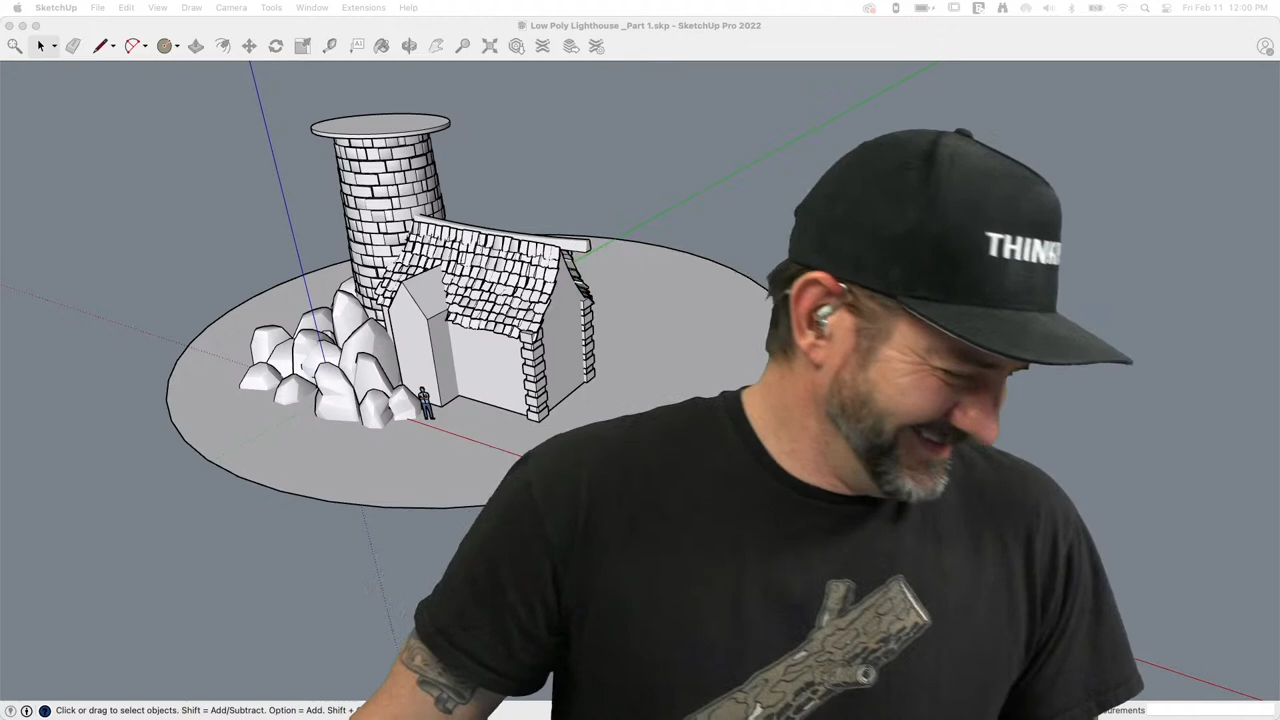 SketchUp File Edit View Draw Camera Tools Window Extensions Help Fri Feb 11 12:00 PM
Low Poly Lighthouse _Part 1.skp - SketchUp Pro 2022
A1
THINK
Click or drag to select objects. Shift = Add/Subtract. Option = Add. Shift +
urements